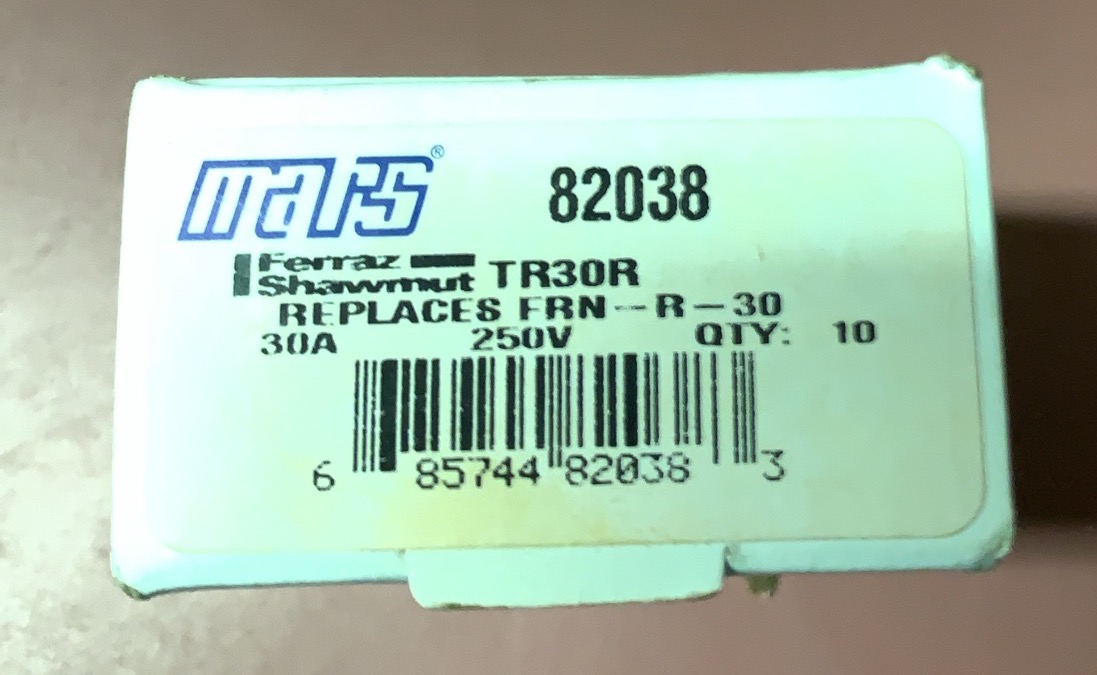 mars® 82038
Ferraz
Shawmut TR30R
REPLACES FRN-R-30
30A 250V QTY: 10
6 85744 82038 3